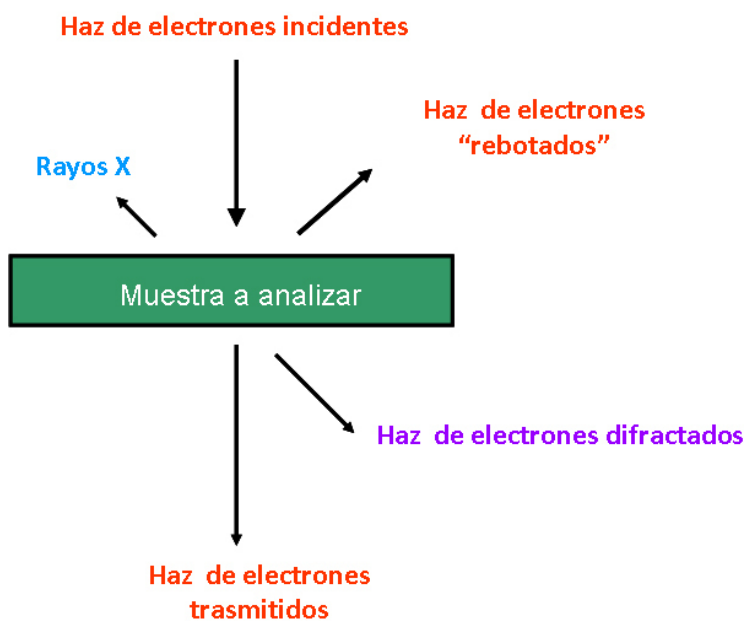 Haz de electrones incidentes
Haz de electrones
“rebotados”
Rayos X
Muestra a analizar
Haz de electrones difractados
Haz de electrones
trasmitidos